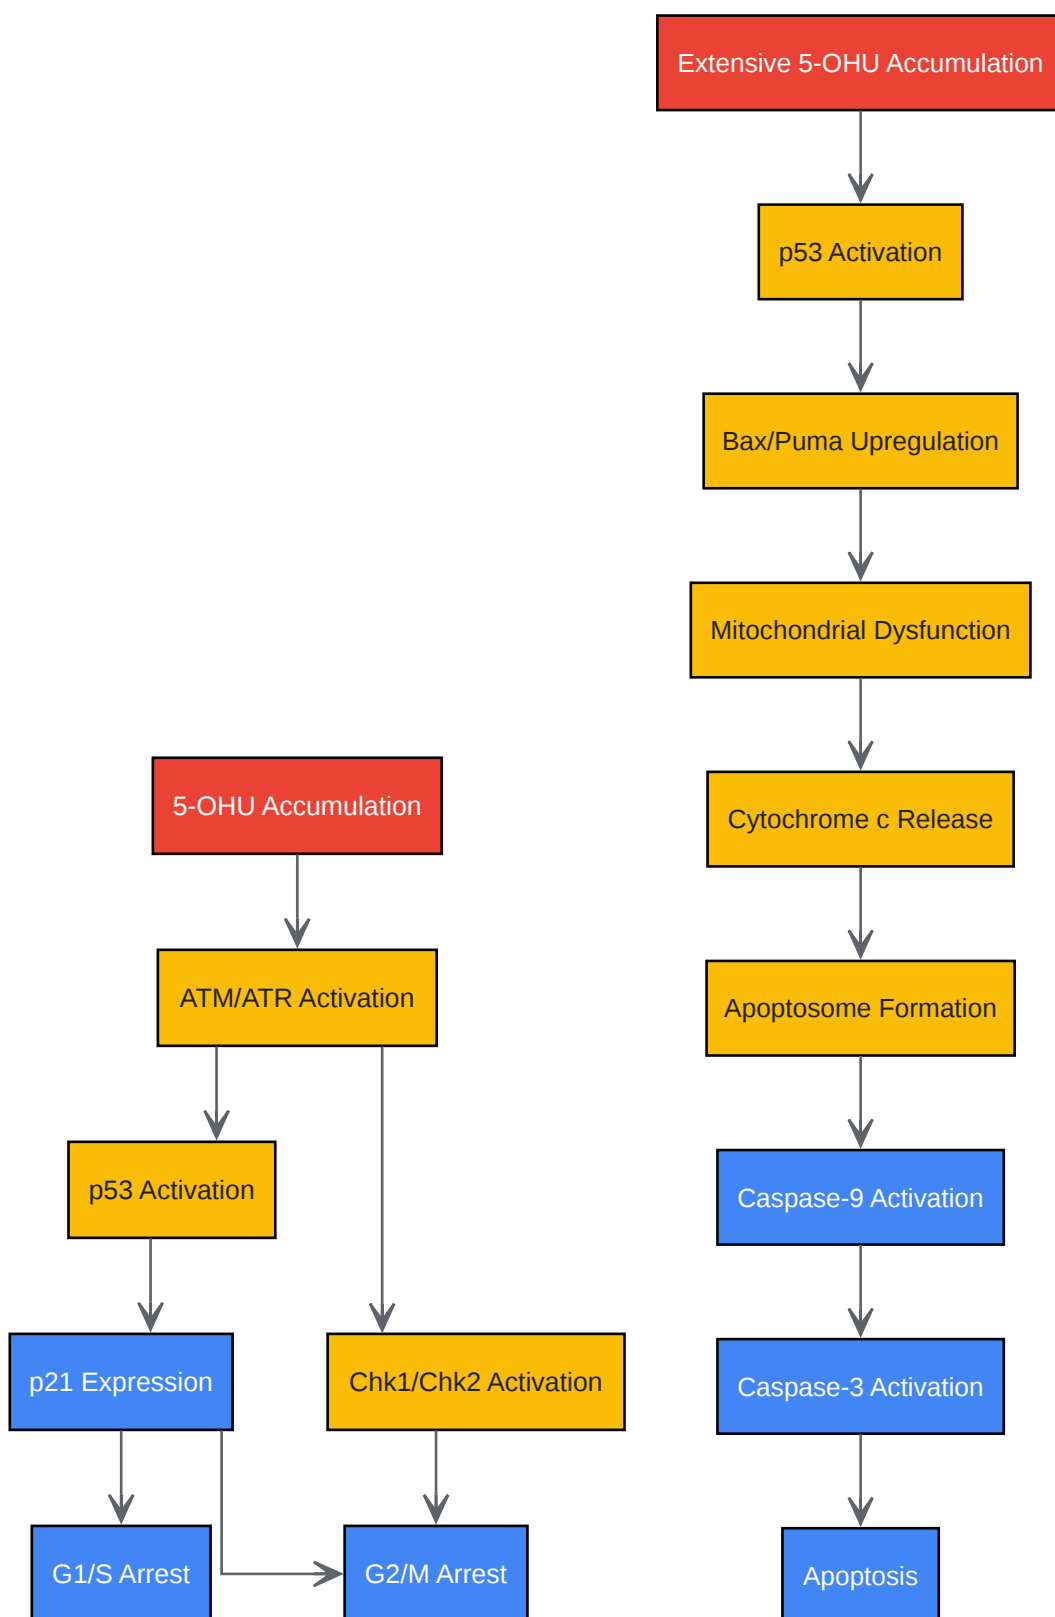 Extensive 5-OHU Accumulation
p53 Activation
Bax/Puma Upregulation
Mitochondrial Dysfunction
Cytochrome c Release
Apoptosome Formation
Caspase-9 Activation
Caspase-3 Activation
Apoptosis
5-OHU Accumulation
ATM/ATR Activation
p53 Activation
p21 Expression
Chk1/Chk2 Activation
G1/S Arrest
G2/M Arrest